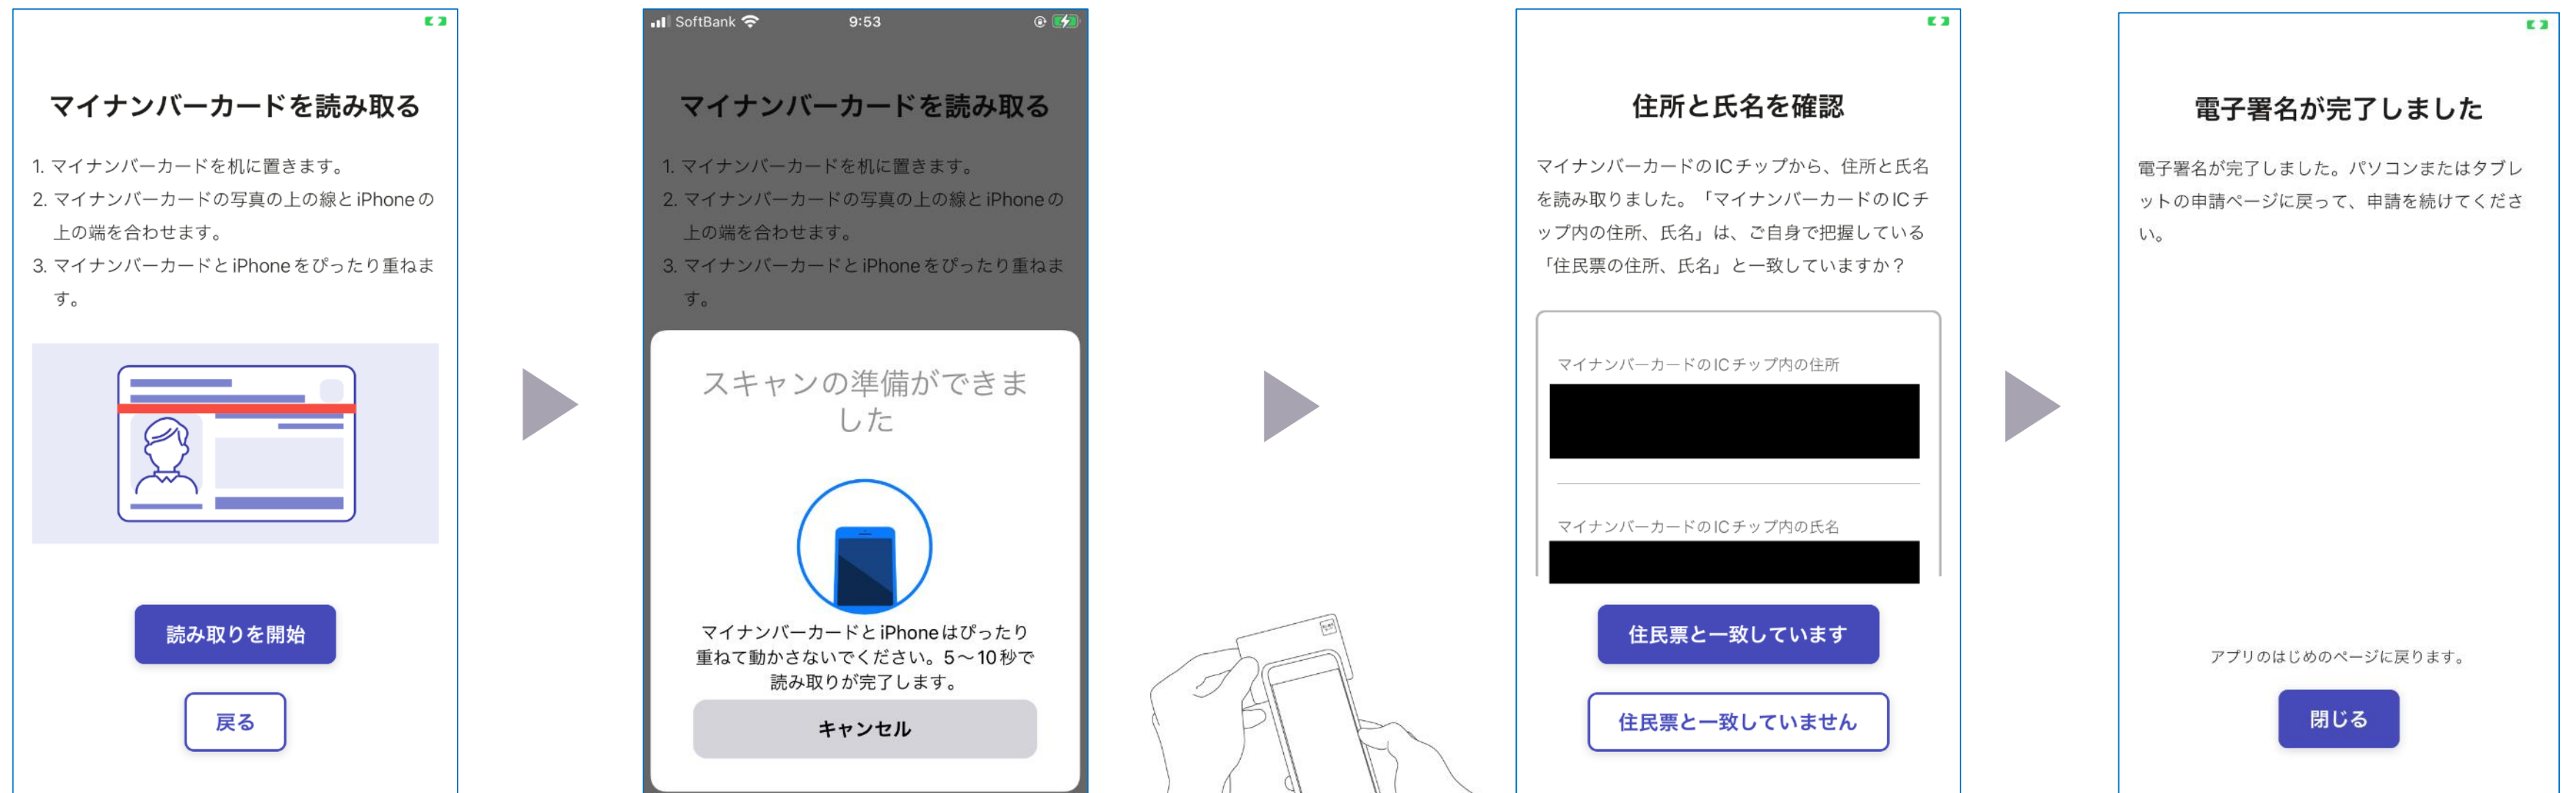 マイナンバーカードを読み取る
1. マイナンバーカードを机に置きます。
2. マイナンバーカードの写真の上の線とiPhoneの
上の端を合わせます。
3. マイナンバーカードとiPhoneをぴったり重ねま
す。
読み取りを開始
戻る
SoftBank 9:53
マイナンバーカードを読み取る
1. マイナンバーカードを机に置きます。
2. マイナンバーカードの写真の上の線とiPhoneの
上の端を合わせます。
3. マイナンバーカードとiPhoneをぴったり重ねま
す。
スキャンの準備ができま
した
マイナンバーカードとiPhoneはぴったり
重ねて動かさないでください。5〜10秒で
読み取りが完了します。
キャンセル
住所と氏名を確認
マイナンバーカードのICチップから、住所と氏名
を読み取りました。「マイナンバーカードのICチ
ップ内の住所、氏名」は、ご自身で把握している
「住民票の住所、氏名」と一致していますか？
マイナンバーカードのICチップ内の住所
マイナンバーカードのICチップ内の氏名
住民票と一致しています
住民票と一致していません
電子署名が完了しました
電子署名が完了しました。パソコンまたはタブレ
ットの申請ページに戻って、申請を続けてくださ
い。
アプリのはじめのページに戻ります。
閉じる